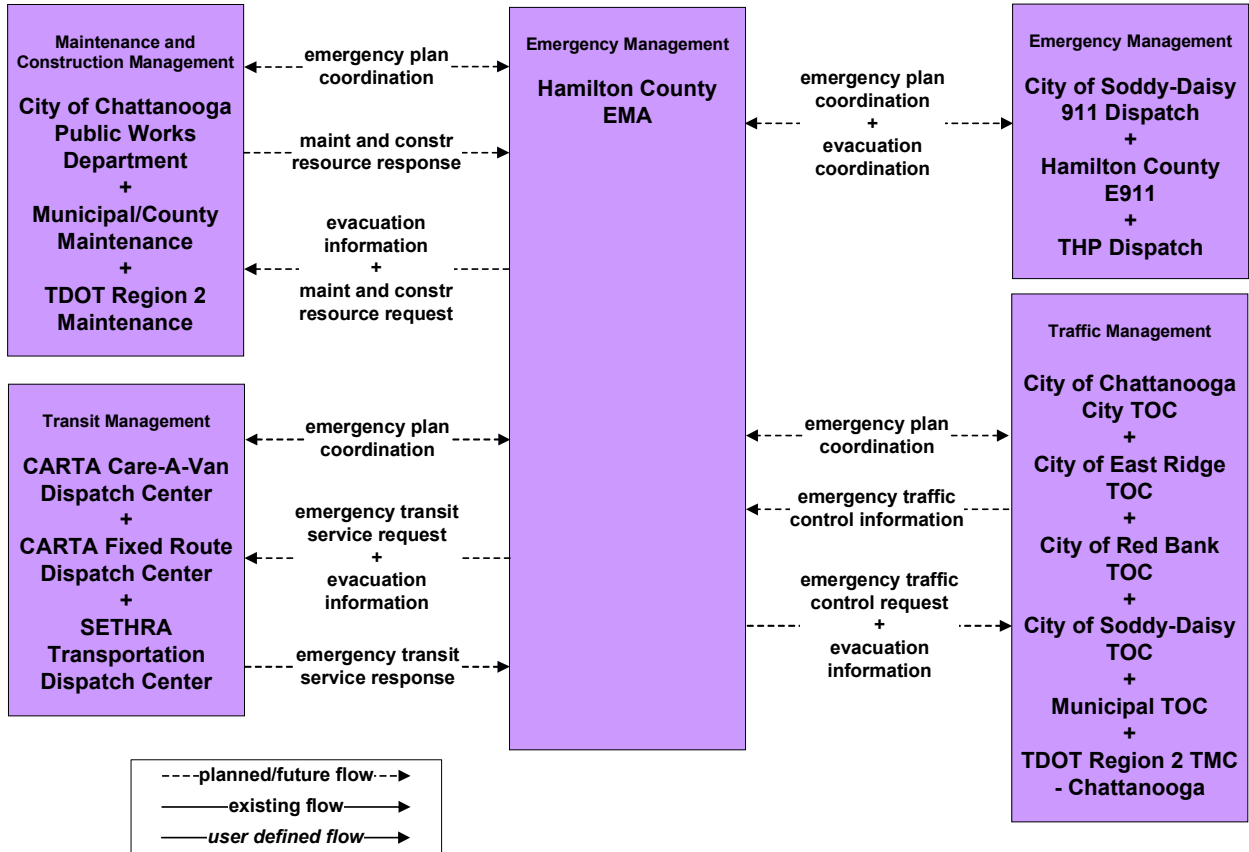 Maintenance and
Construction Management
City of Chattanooga
Public Works
Department
+
Municipal/County
Maintenance
+
TDOT Region 2
Maintenance
emergency plan
coordination
maint and constr
resource response
evacuation
information
+
maint and constr
resource request
Transit Management
CARTA Care-A-Van
Dispatch Center
+
CARTA Fixed Route
Dispatch Center
+
SETHRA
Transportation
Dispatch Center
emergency plan
coordination
emergency transit
service request
+
evacuation
information
emergency transit
service response
Emergency Management
Hamilton County
EMA
emergency plan
coordination
+
evacuation
coordination
Emergency Management
City of Soddy-Daisy
911 Dispatch
+
Hamilton County
E911
+
THP Dispatch
emergency plan
coordination
emergency traffic
control information
emergency traffic
control request
+
evacuation
information
Traffic Management
City of Chattanooga
City TOC
+
City of East Ridge
TOC
+
City of Red Bank
TOC
+
City of Soddy-Daisy
TOC
+
Municipal TOC
+
TDOT Region 2 TMC
- Chattanooga
planned/future flow
existing flow
user defined flow